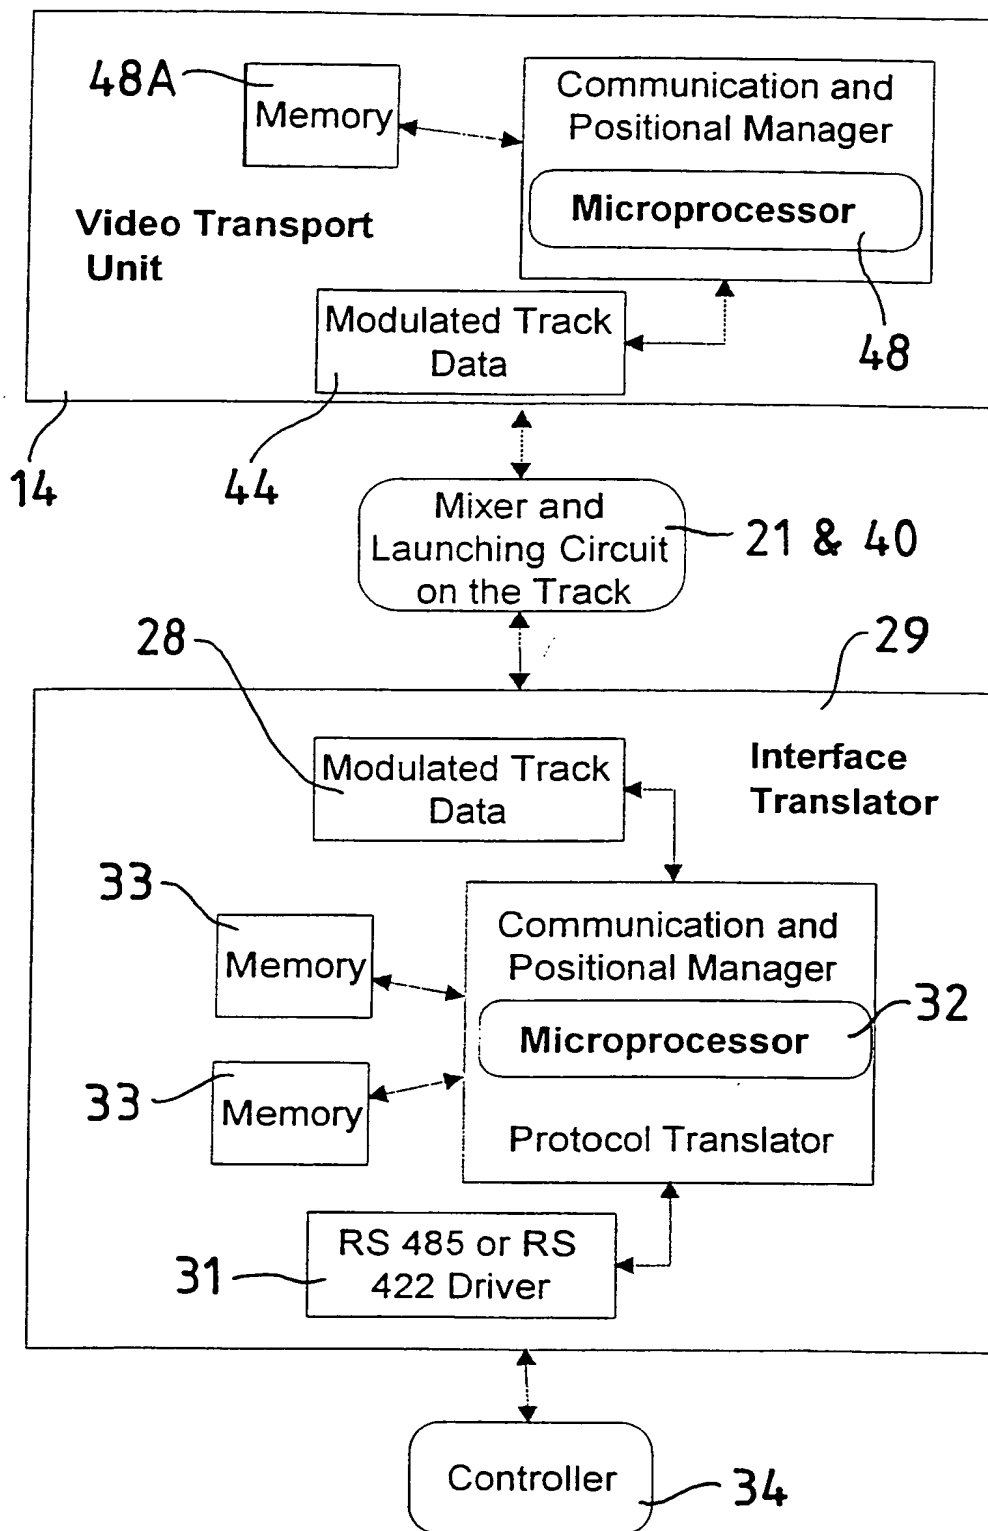 48A
Memory
Communication and
Positional Manager
Microprocessor
Video Transport
Unit
48
Modulated Track
Data
14
44
Mixer and
Launching Circuit
on the Track
21 & 40
28
29
Modulated Track
Data
Interface
Translator
33
Memory
Communication and
Positional Manager
Microprocessor
32
33
Memory
Protocol Translator
RS 485 or RS
422 Driver
31
Controller
34